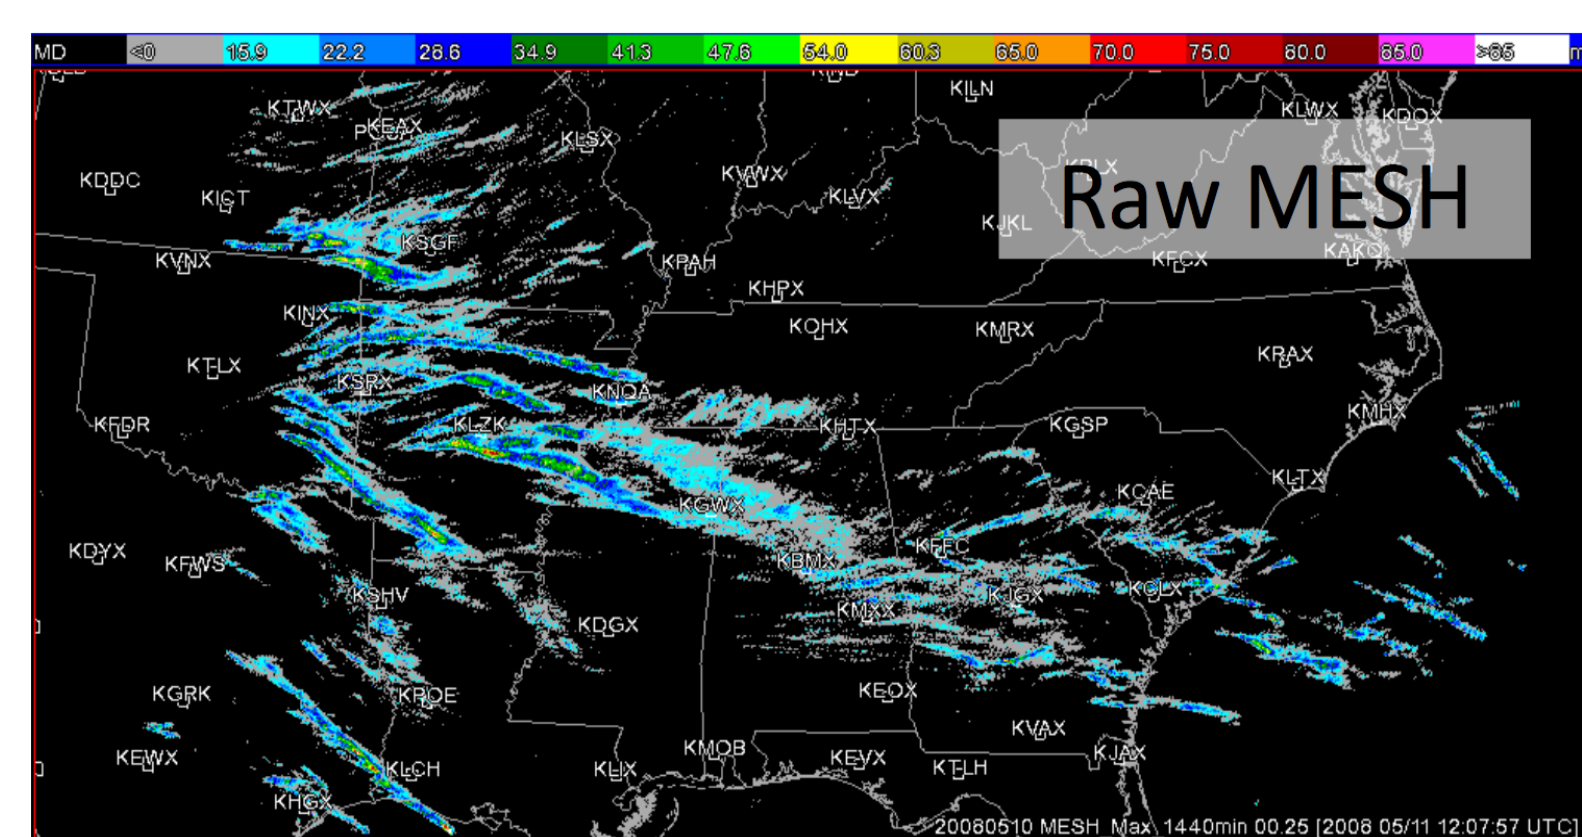 MD <0 15.9 22.2 28.6 34.9 41.3 47.6 54.0 60.3 65.0 70.0 75.0 80.0 85.0 >85
KILN
KTWX
KEAX
KLWX
KDOX
KLSX
Raw MESH
KDDC
KICT
KVWX
KLVX
KJKL
KSGF
KVNX
KPAH
KFCX
KAKQ
KHPX
KINX
KOHX
KMRX
KTLX
KRAX
KSRX
KNQA
KFDR
KLZK
KHTX
KGSP
KMHX
KLTX
KCAE
KGWX
KDYX
KFWS
KBMX
KFFC
KSHV
KJGX
KCLX
KMXX
KDGX
KGRK
KPOE
KEOX
KVAX
KEWX
KLCH
KLIX
KMOB
KEVX
KTLH
KJAX
KHGX
20080510 MESH_Max_1440min 00.25 [2008 05/11 12:07:57 UTC]